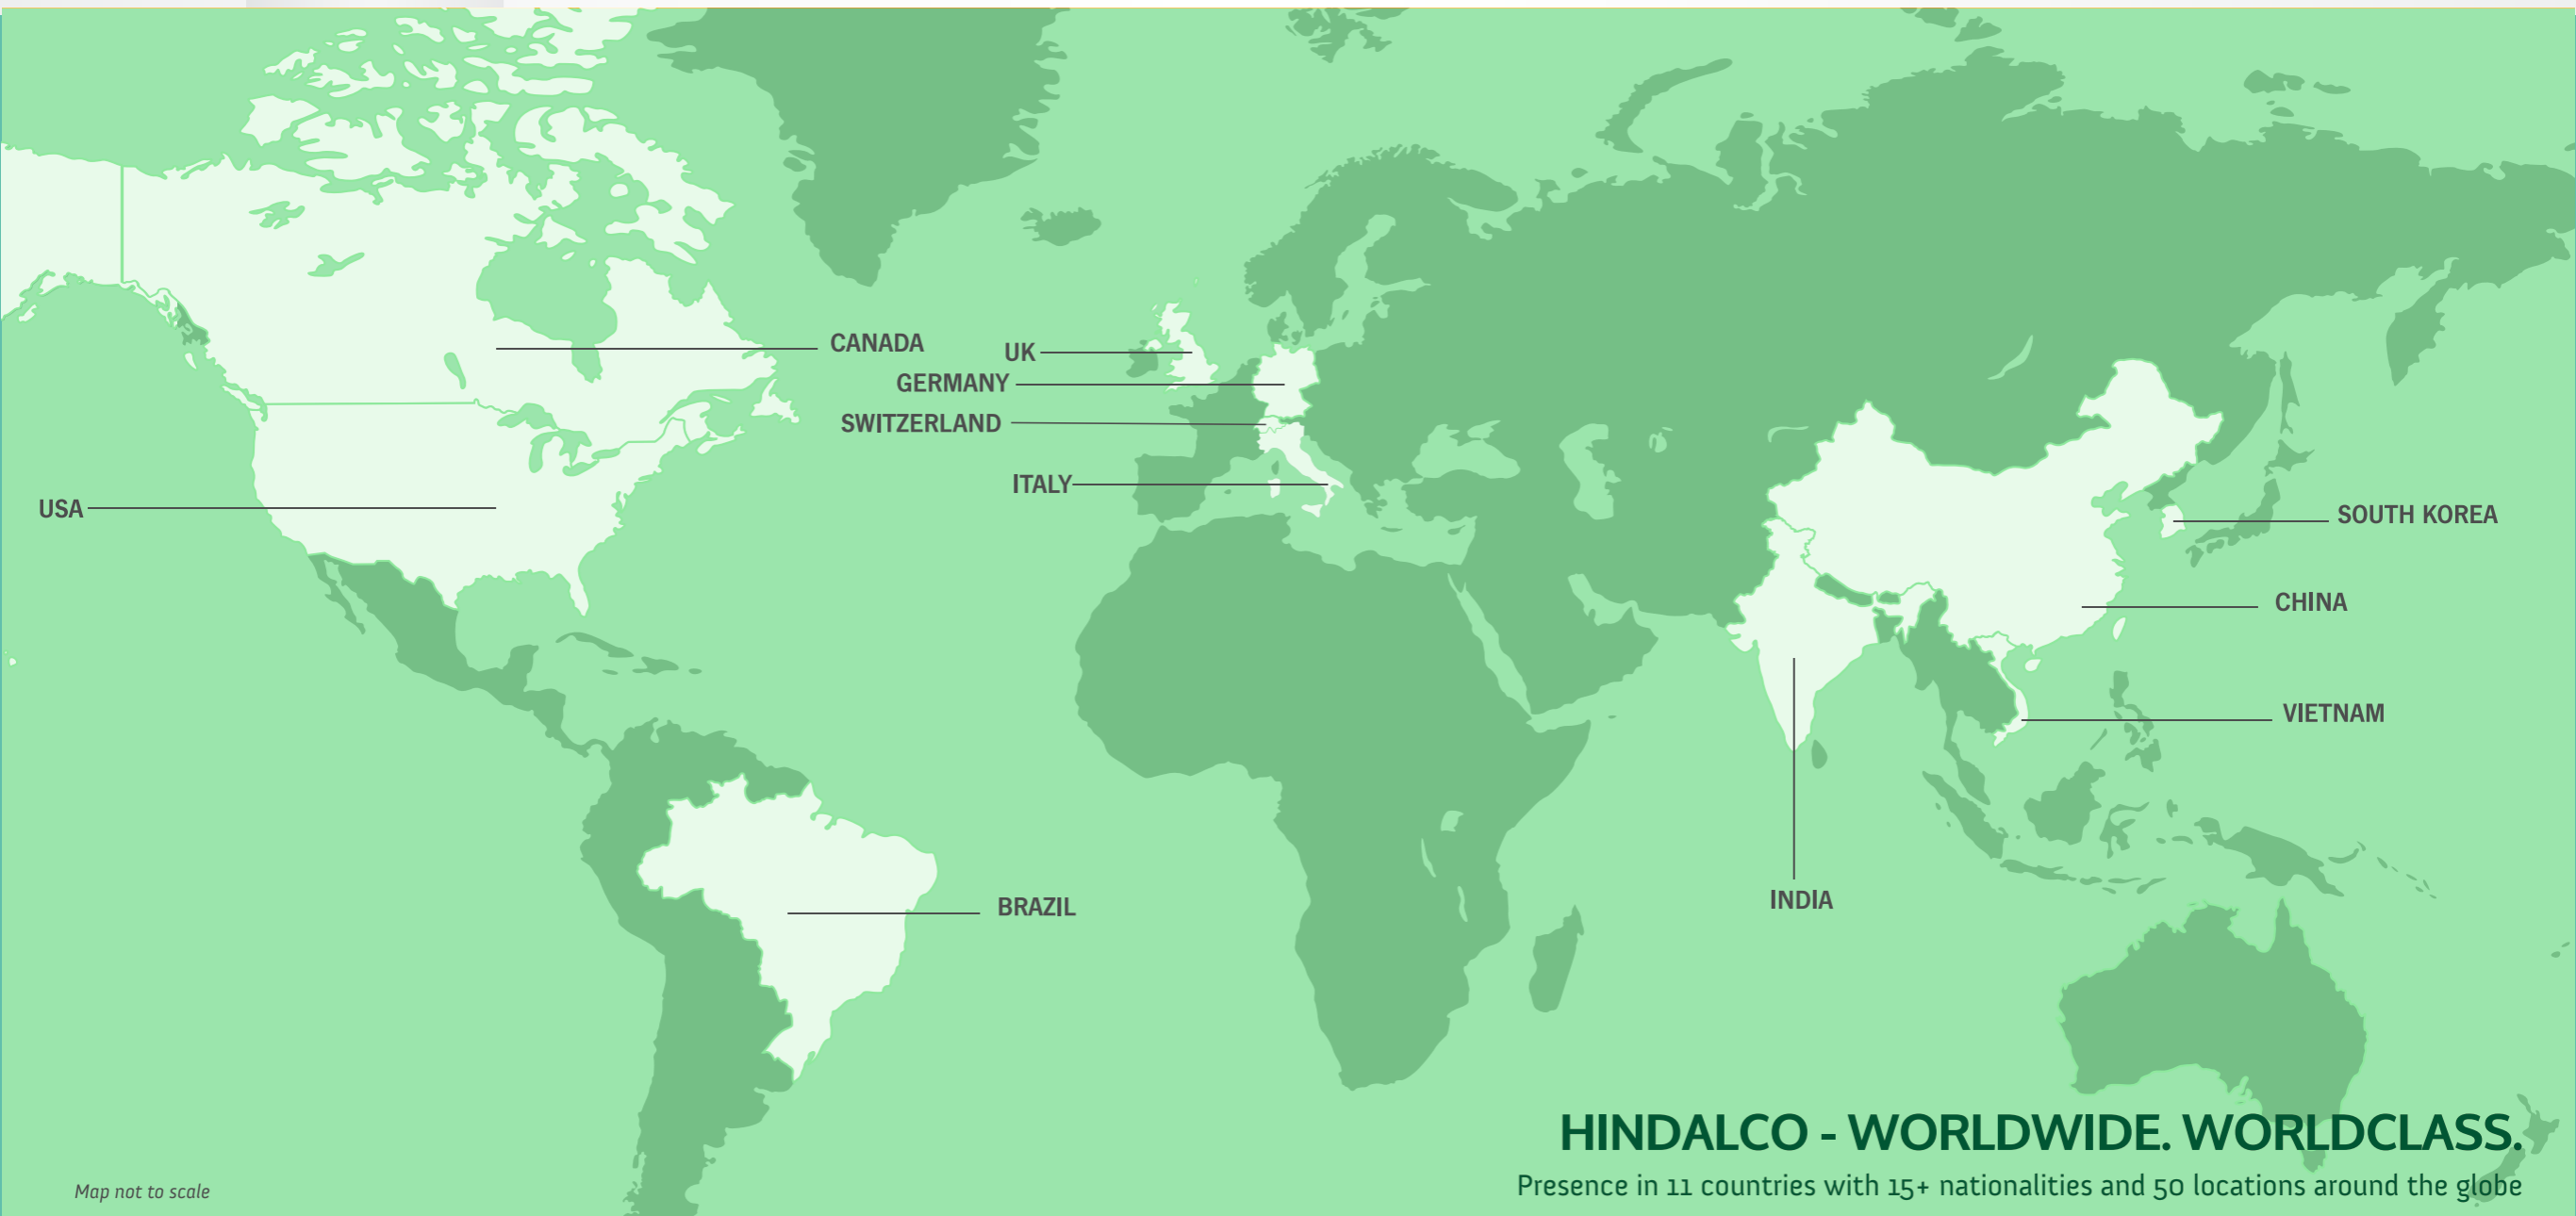 CANADA
UK
GERMANY
SWITZERLAND
ITALY
USA
SOUTH KOREA
CHINA
VIETNAM
INDIA
BRAZIL
HINDALCO - WORLDWIDE. WORLDCLASS.
Presence in 11 countries with 15+ nationalities and 50 locations around the globe
Map not to scale